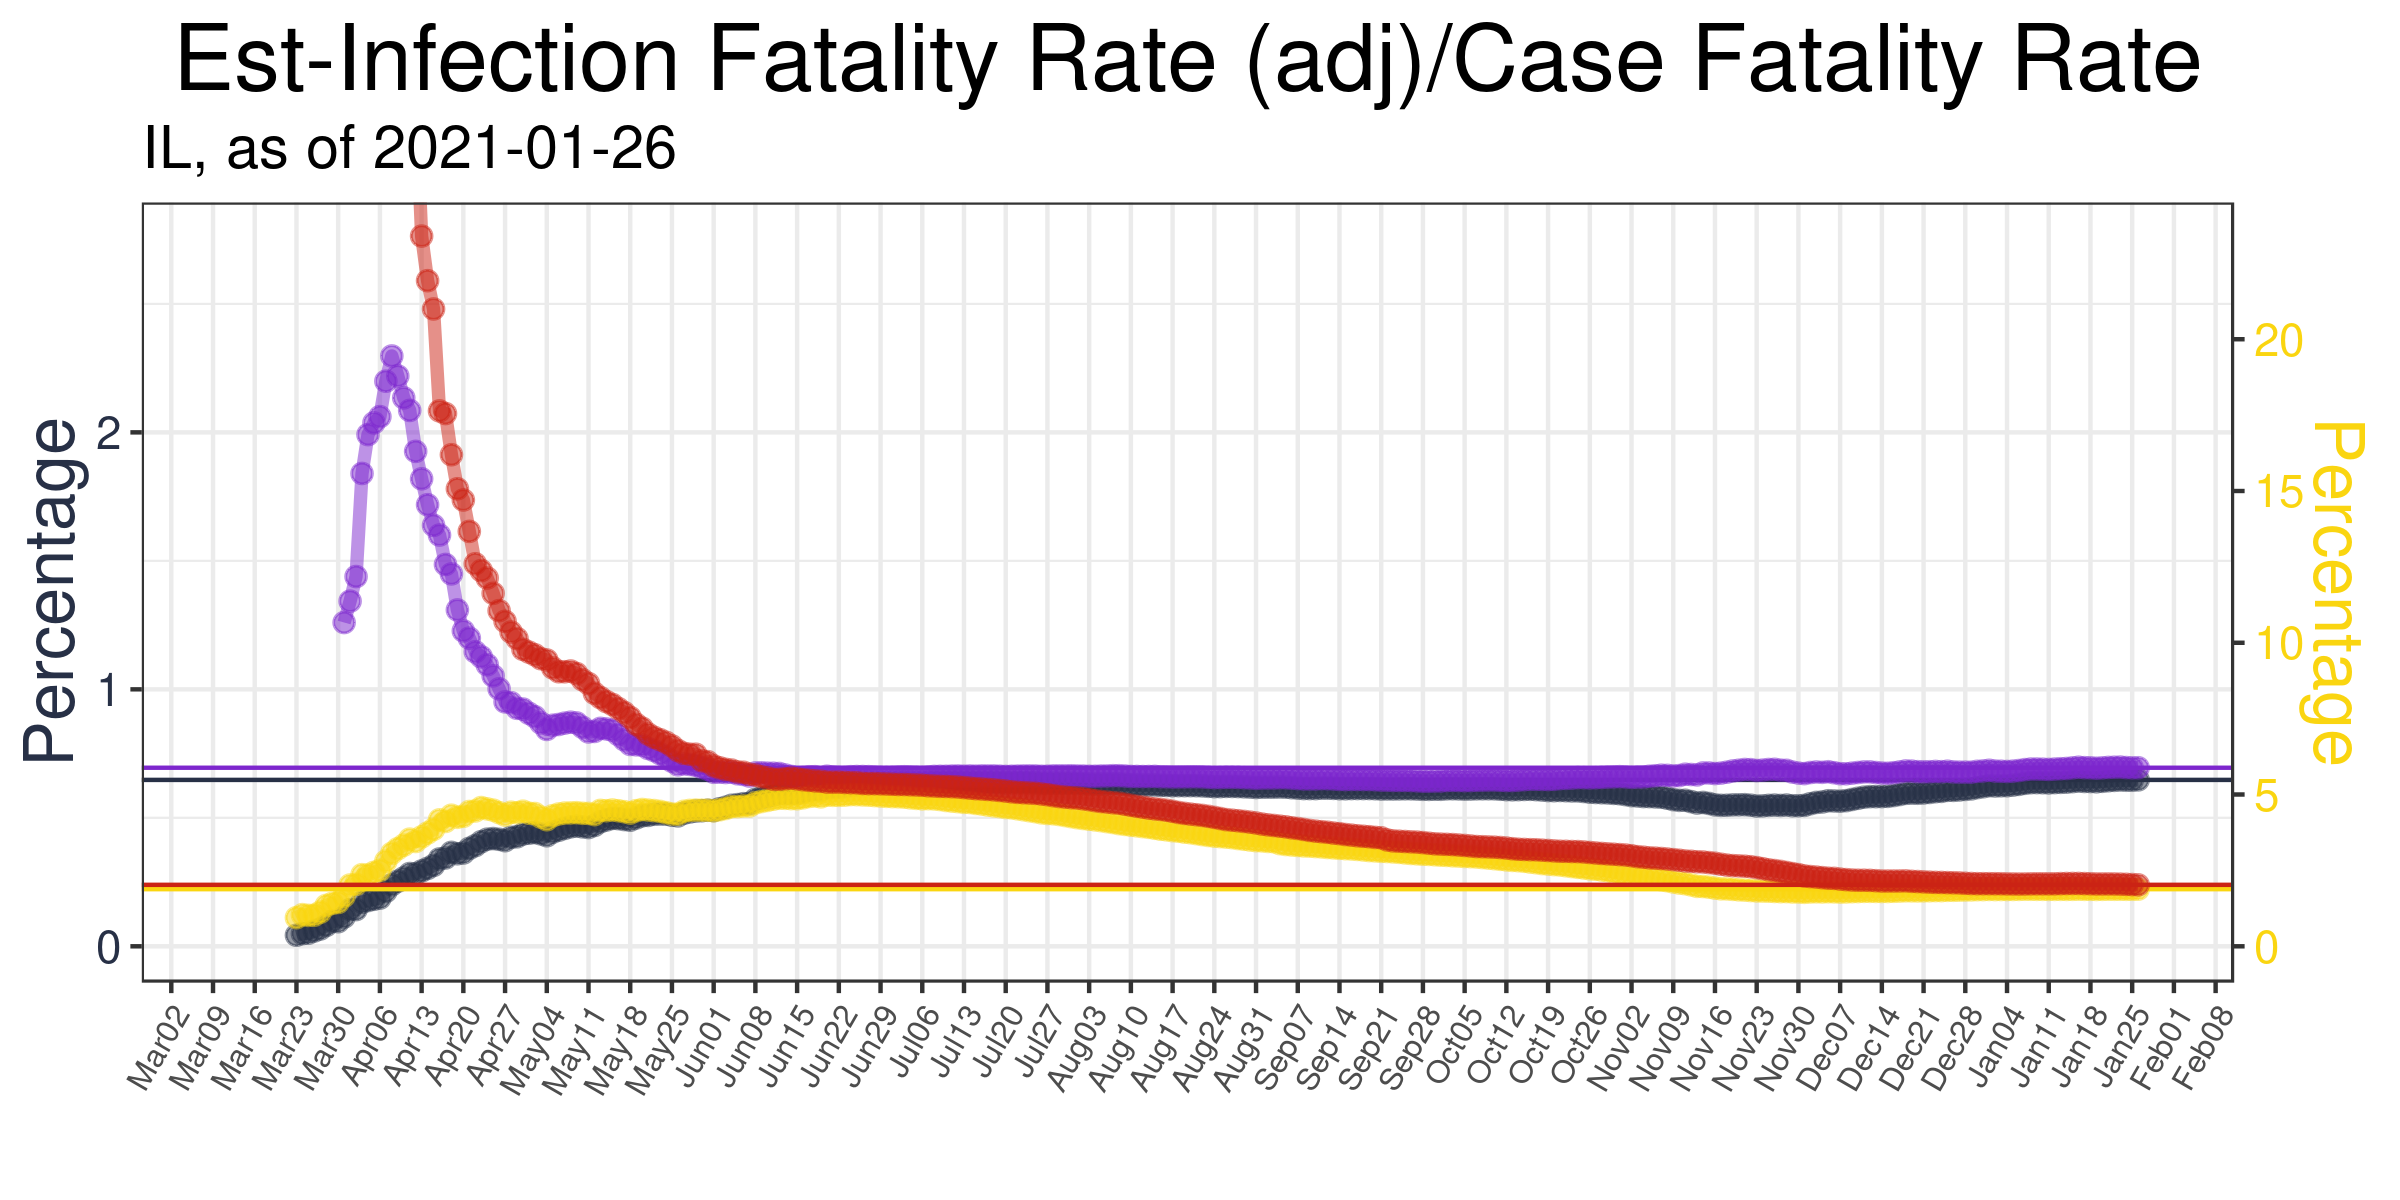 Est-Infection Fatality Rate (adj)/Case Fatality Rate
IL, as of 2021-01-26
Percentage
2
1
0
20
15
10
5
0
Percentage
Mar02
Mar09
Mar16
Mar23
Mar30
Apr06
Apr13
Apr20
Apr27
May04
May11
May18
May25
Jun01
Jun08
Jun15
Jun22
Jun29
Jul06
Jul13
Jul20
Jul27
Aug03
Aug10
Aug17
Aug24
Aug31
Sep07
Sep14
Sep21
Sep28
Oct05
Oct12
Oct19
Oct26
Nov02
Nov09
Nov16
Nov23
Nov30
Dec07
Dec14
Dec21
Dec28
Jan04
Jan11
Jan18
Jan25
Feb01
Feb08